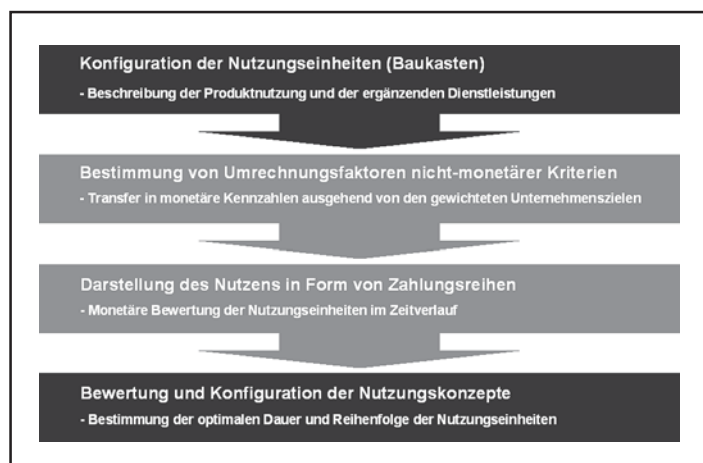 Konfiguration der Nutzungseinheiten (Baukasten)
- Beschreibung der Produktnutzung und der ergänzenden Dienstleistungen
Bestimmung von Umrechnungsfaktoren nicht-monetärer Kriterien
- Transfer in monetäre Kennzahlen ausgehend von den gewichteten Unternehmenszielen
Darstellung des Nutzens in Form von Zahlungsreihen
- Monetäre Bewertung der Nutzungseinheiten im Zeitverlauf
Bewertung und Konfiguration der Nutzungskonzepte
- Bestimmung der optimalen Dauer und Reihenfolge der Nutzungseinheiten